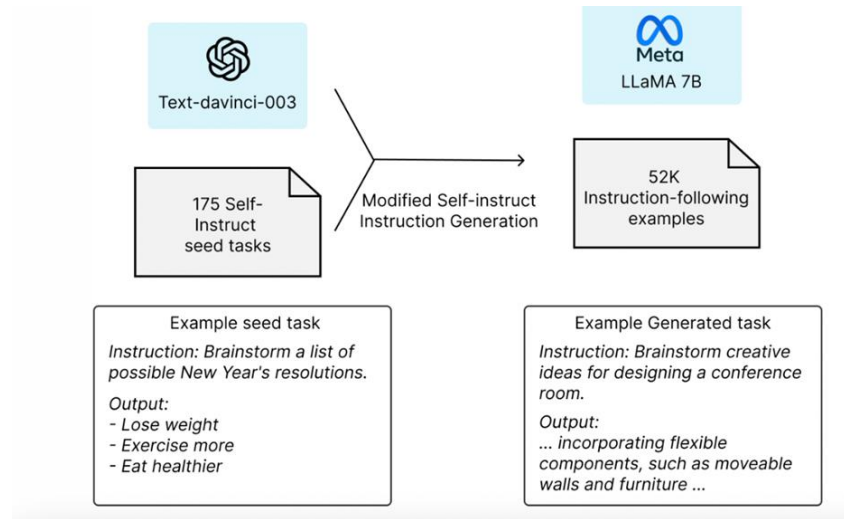 Text-davinci-003
175 Self-
Instruct
seed tasks
Modified Self-instruct
Instruction Generation
Meta
LLaMA 7B
52K
Instruction-following
examples
Example seed task
Instruction: Brainstorm a list of
possible New Year's resolutions.
Output:
- Lose weight
- Exercise more
- Eat healthier
Example Generated task
Instruction: Brainstorm creative
ideas for designing a conference
room.
Output:
... incorporating flexible
components, such as moveable
walls and furniture ...